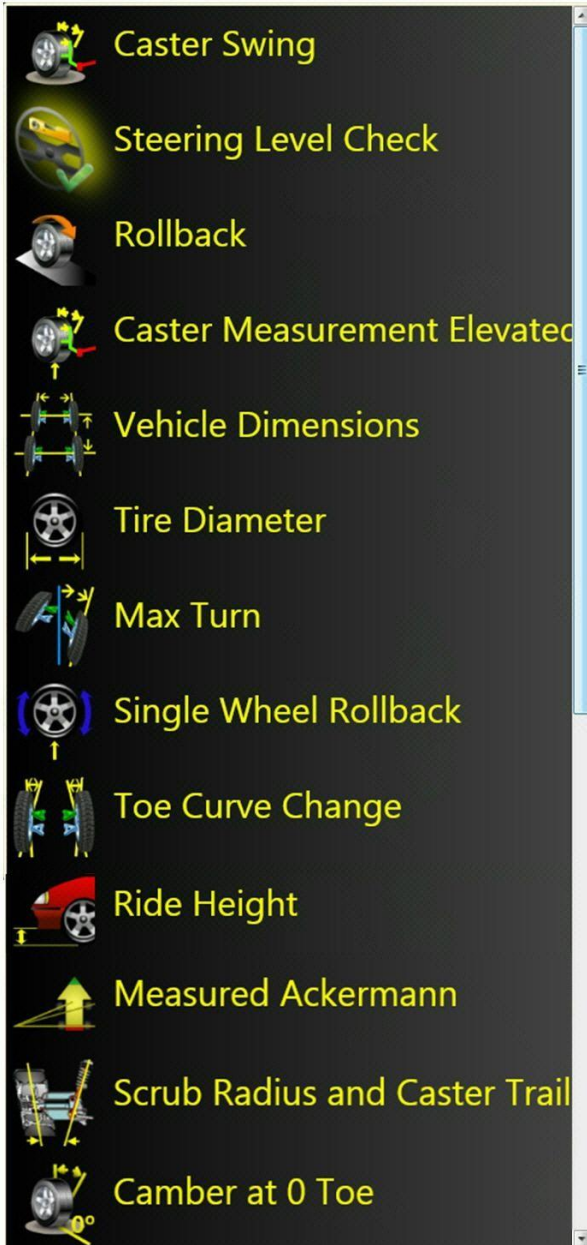 Caster Swing
Steering Level Check
Rollback
Caster Measurement Elevated
Vehicle Dimensions
Tire Diameter
Max Turn
Single Wheel Rollback
Toe Curve Change
Ride Height
Measured Ackermann
Scrub Radius and Caster Trail
Camber at 0 Toe
0°